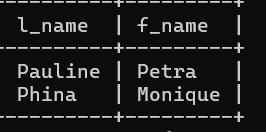 l_name | f_name |
Pauline | Petra |
Phina | Monique |